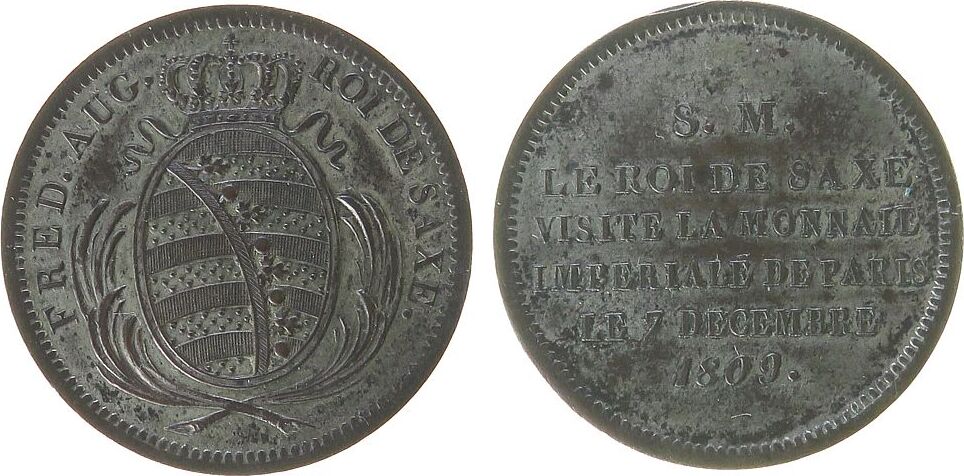 FRED. AUG. ROI DE SAXE.
S. M.
LE ROI DE SAXE
VISITE LA MONNAIE
IMPERIALE DE PARIS
LE 7 DECEMBRE
1809.